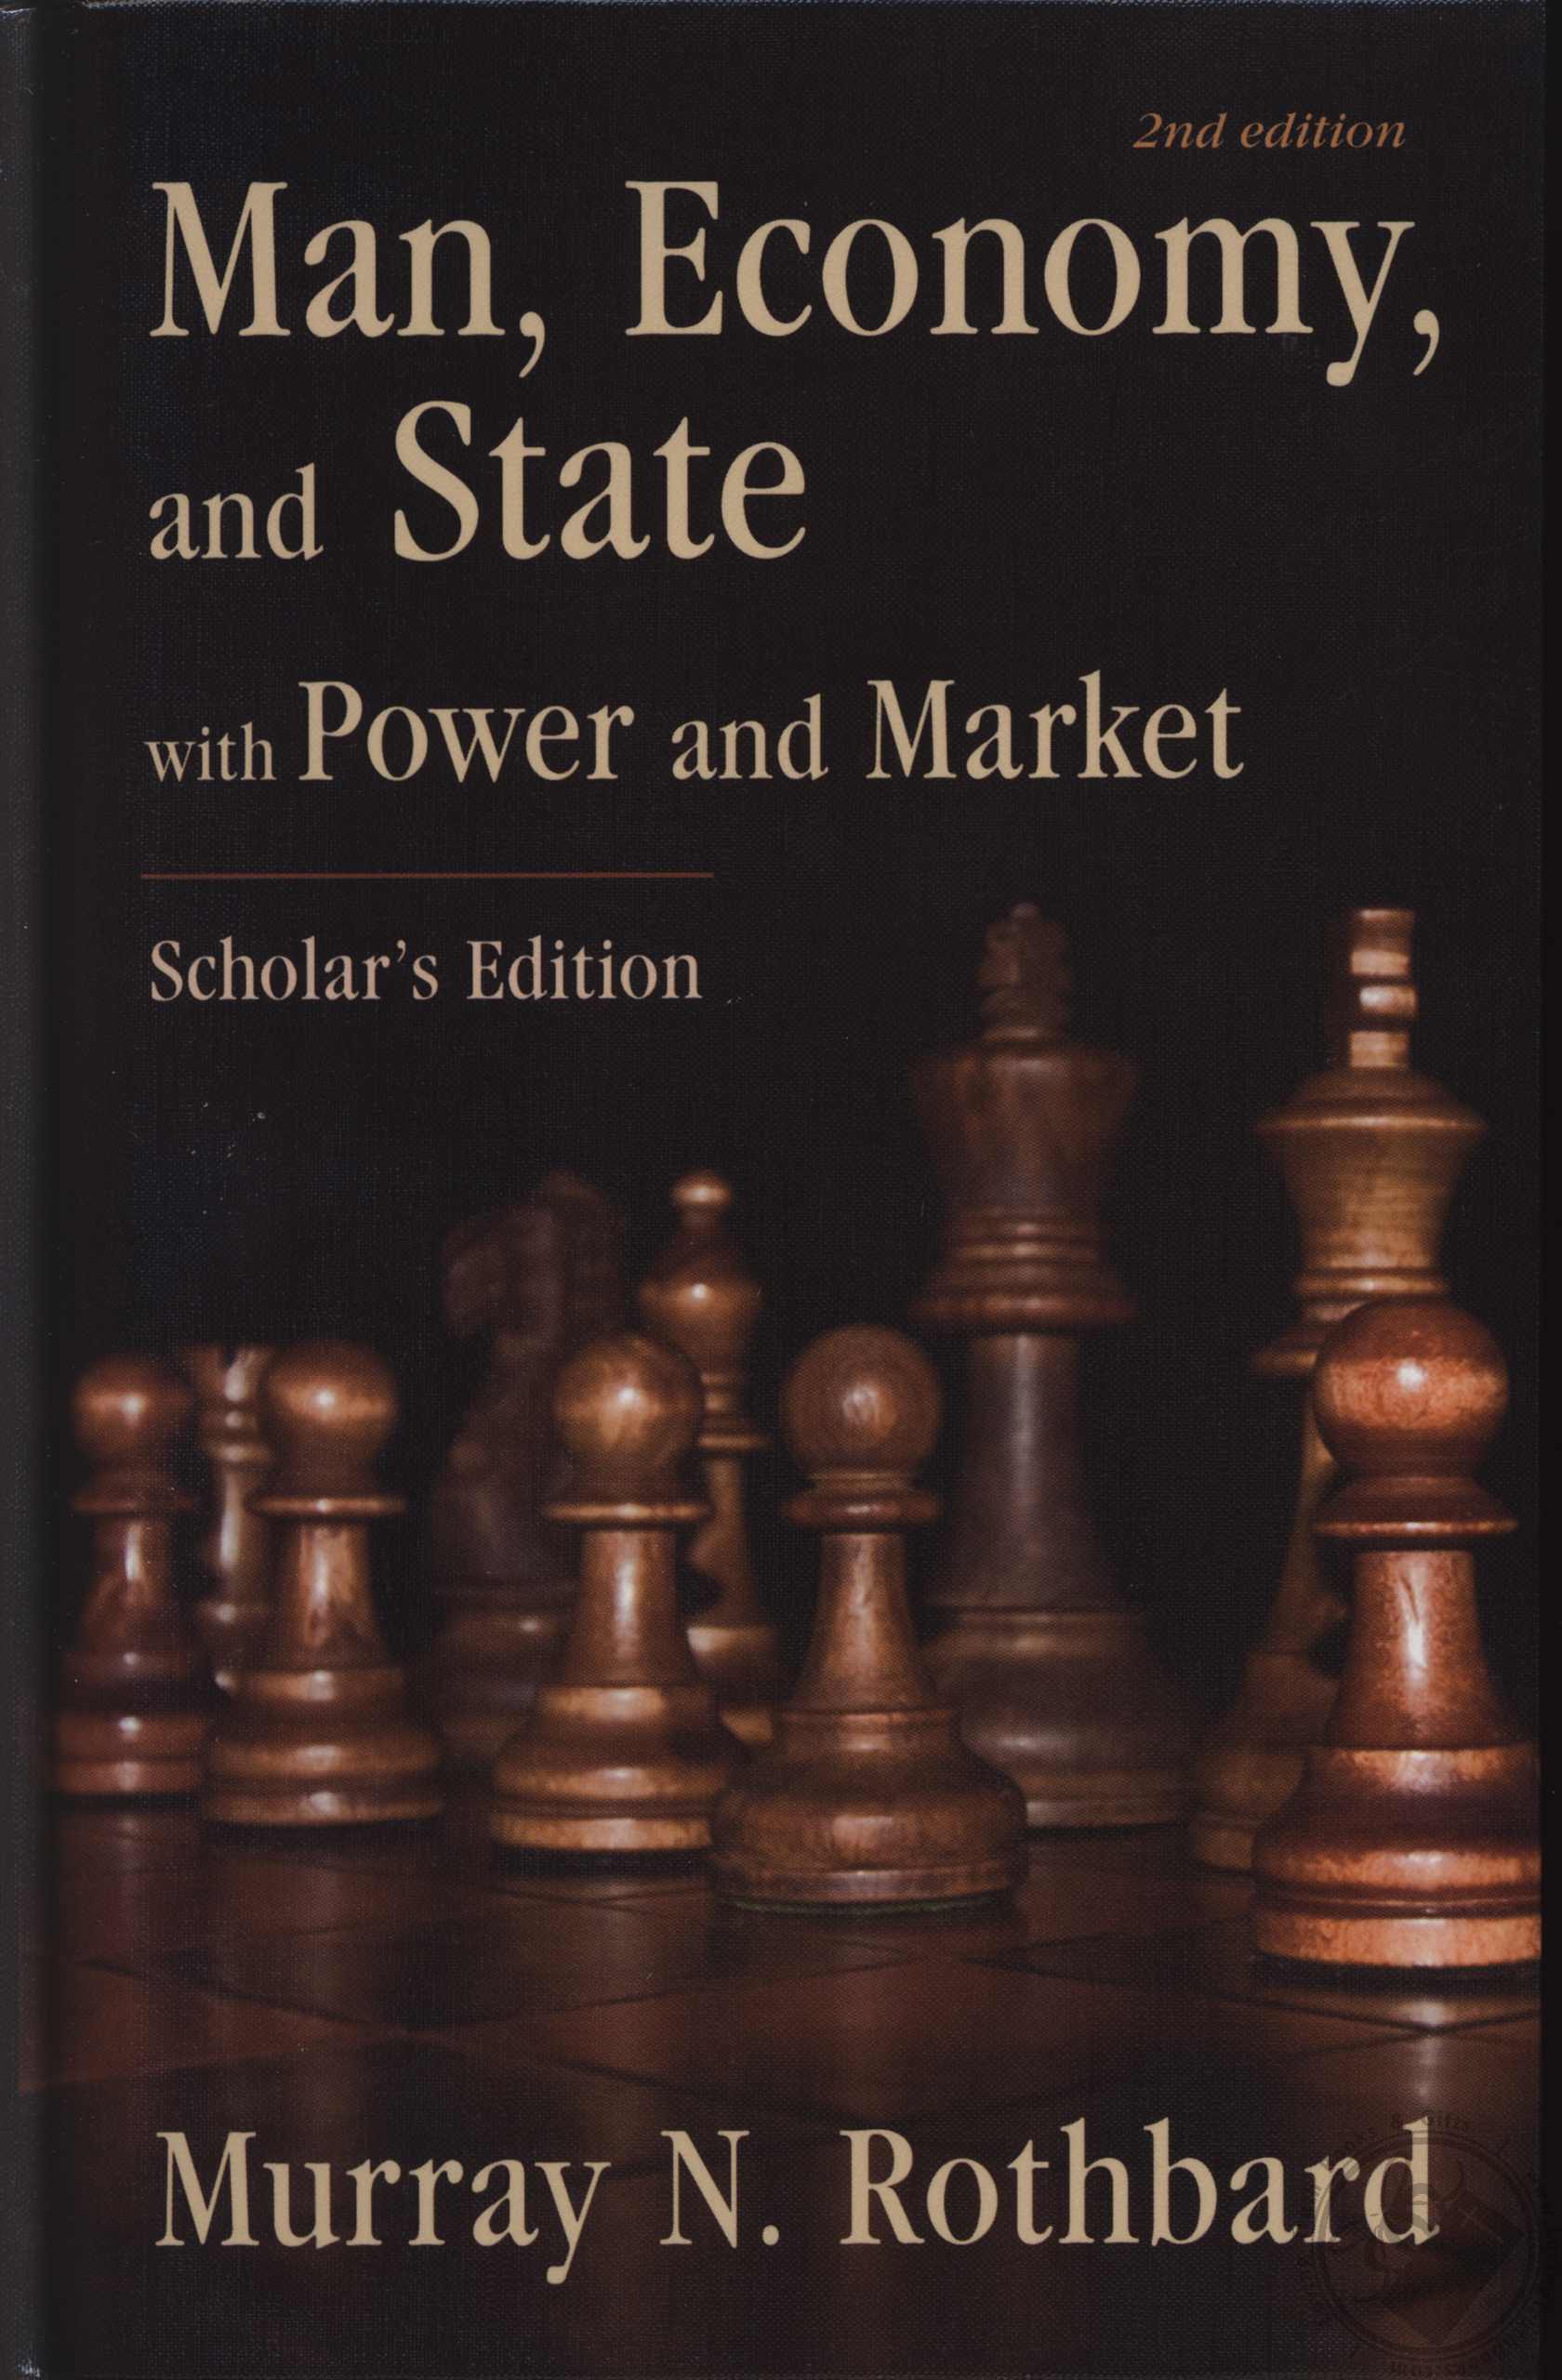 2nd edition
Man, Economy,
and State
with Power and Market
Scholar's Edition
Murray N. Rothbard